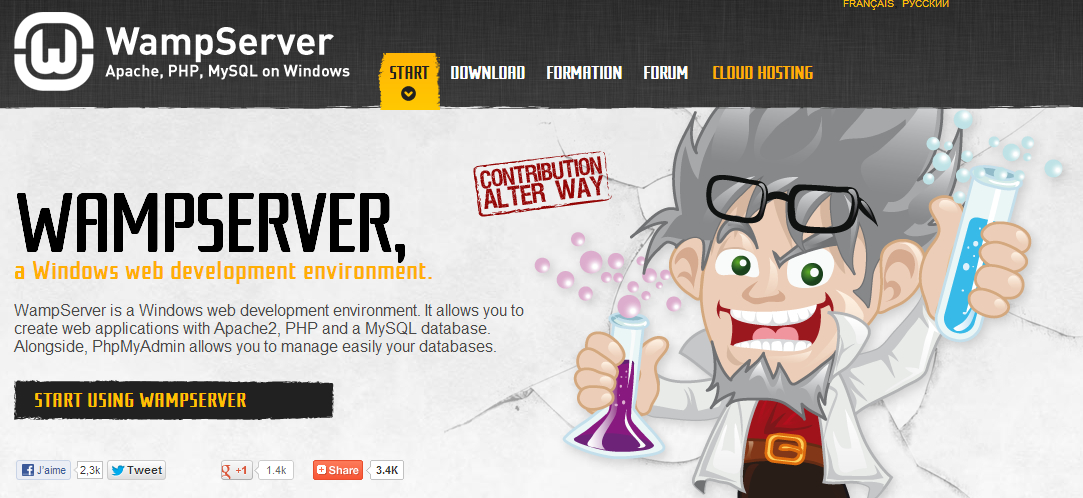 FRANÇAIS РУССКИЙ
WampServer
Apache, PHP, MySQL on Windows
START DOWNLOAD FORMATION FORUM CLOUD HOSTING
CONTRIBUTION
ALTER WAY
WAMPSERVER,
a Windows web development environment.
WampServer is a Windows web development environment. It allows you to
create web applications with Apache2, PHP and a MySQL database.
Alongside, PhpMyAdmin allows you to manage easily your databases.
START USING WAMPSERVER
J'aime 2,3k Tweet g +1 1.4k Share 3.4K